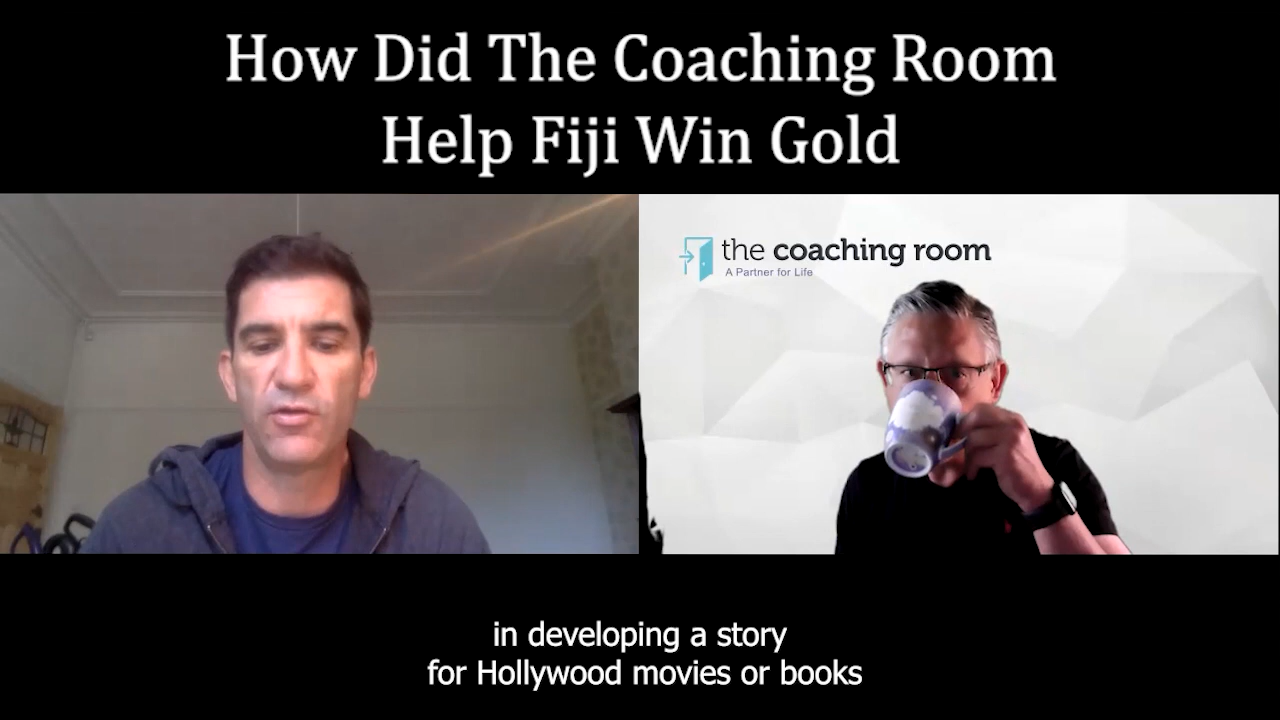 How Did The Coaching Room
Help Fiji Win Gold
the coaching room
A Partner for Life
in developing a story
for Hollywood movies or books